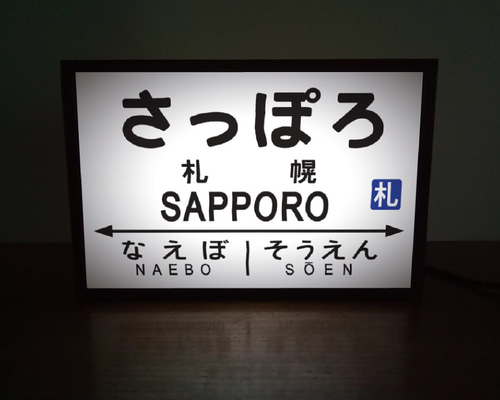 さっぽろ
札 幌
SAPPORO
札
なえぼ | そうえん
NAEBO | SŌEN